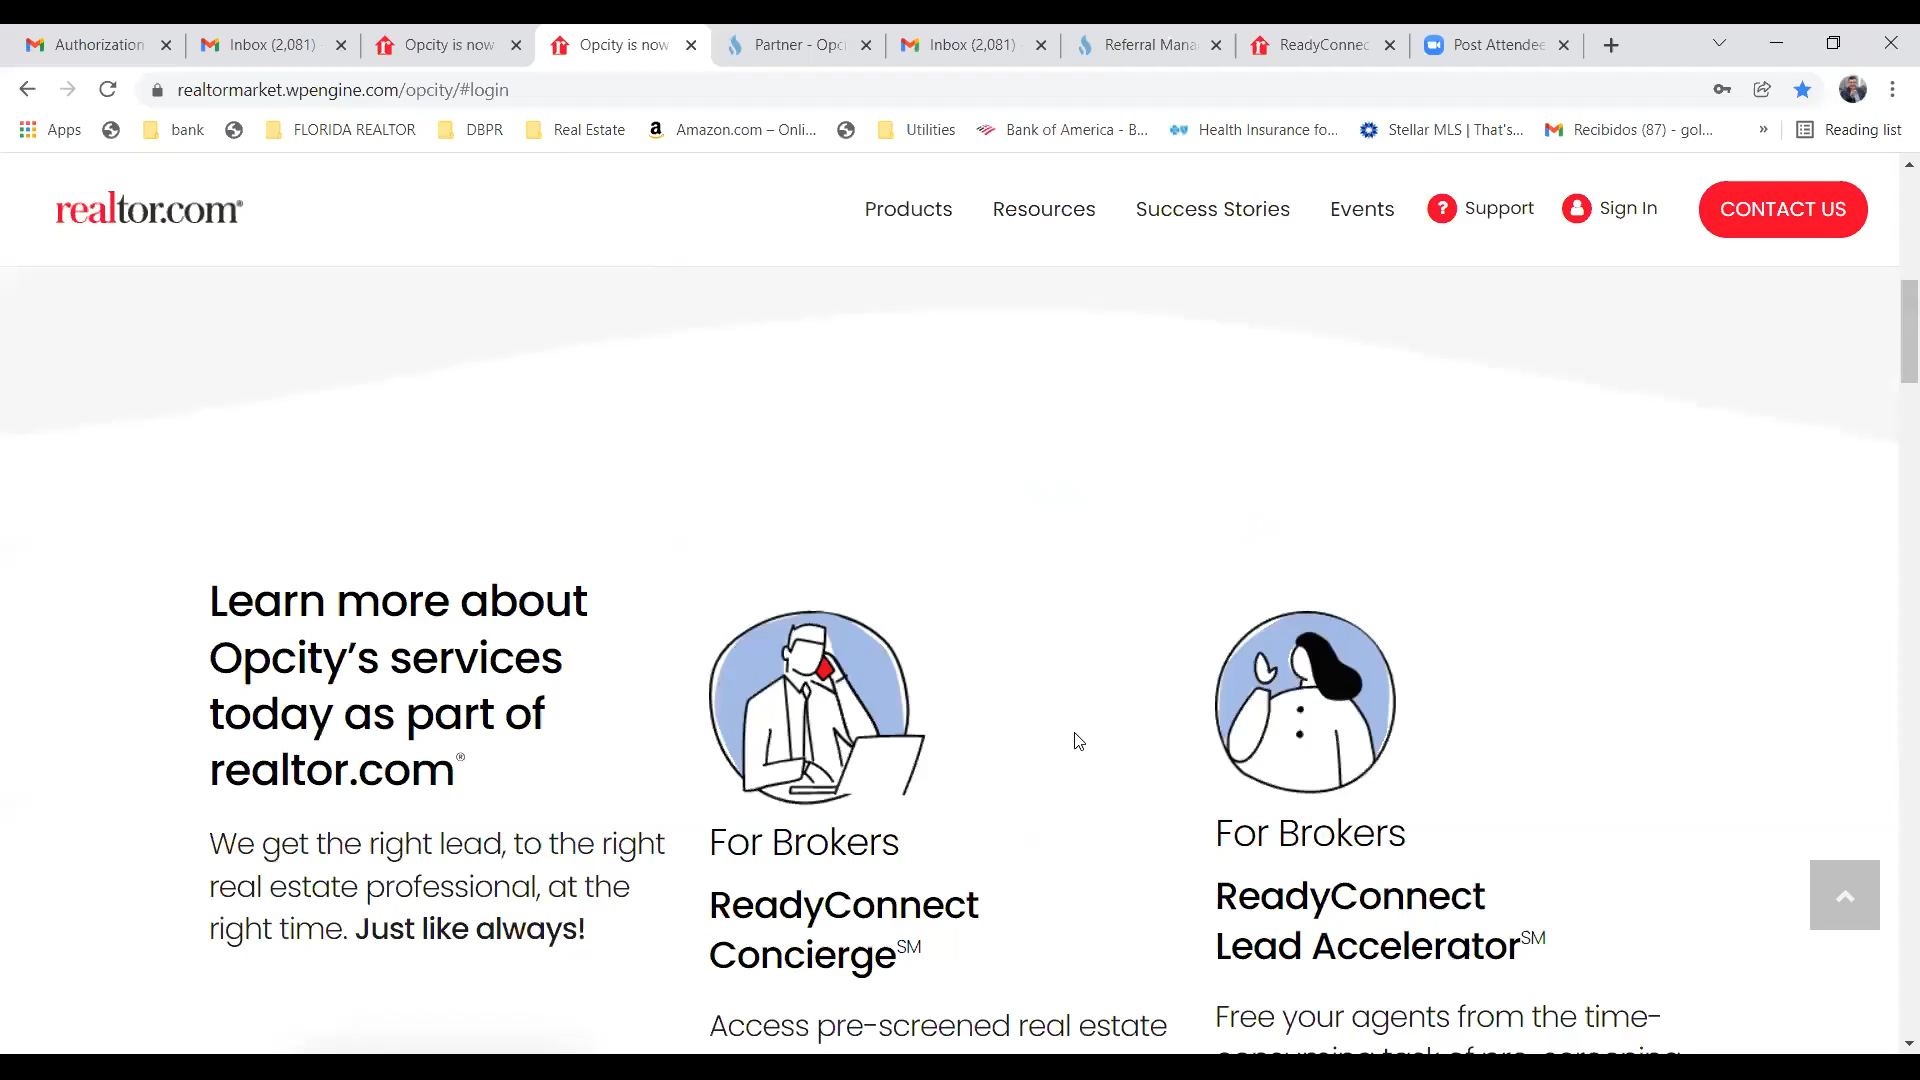 Authorization
Inbox (2,081)
Opcity is now
Opcity is now
Partner - Opc
Inbox (2,081)
Referral Mana
ReadyConnec
Post Attendee
realtormarket.wpengine.com/opcity/#login
Apps
bank
FLORIDA REALTOR
DBPR
Real Estate
Amazon.com – Onli...
Utilities
Bank of America - B...
Health Insurance fo...
Stellar MLS | That's...
Recibidos (87) - gol...
»
Reading list
realtor.com®
Products
Resources
Success Stories
Events
? Support
Sign In
CONTACT US
Learn more about
Opcity’s services
today as part of
realtor.com®
We get the right lead, to the right
real estate professional, at the
right time. Just like always!
For Brokers
ReadyConnect
Concierge℠
Access pre-screened real estate
For Brokers
ReadyConnect
Lead Accelerator℠
Free your agents from the time-
consuming task of pre-screening